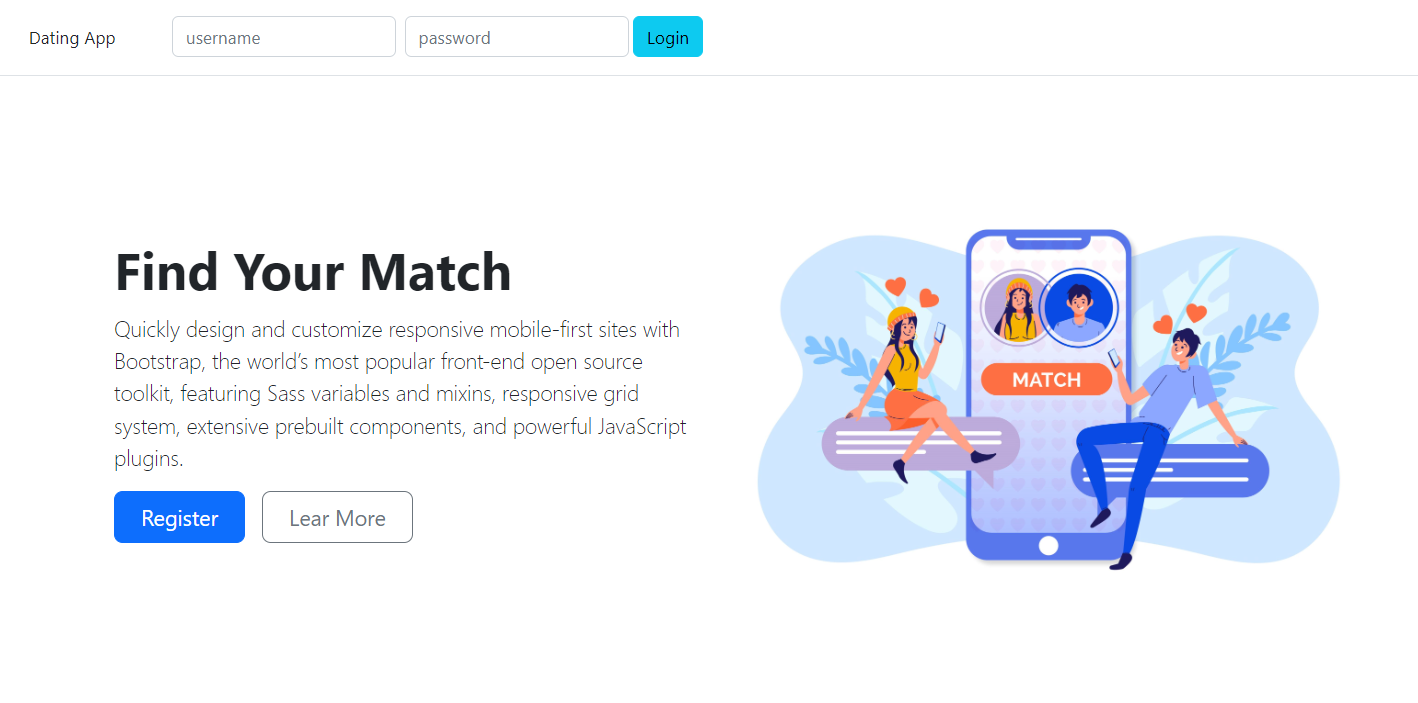 Dating App
username
password
Login
Find Your Match
Quickly design and customize responsive mobile-first sites with
Bootstrap, the world’s most popular front-end open source
toolkit, featuring Sass variables and mixins, responsive grid
system, extensive prebuilt components, and powerful JavaScript
plugins.
Register
Lear More
MATCH